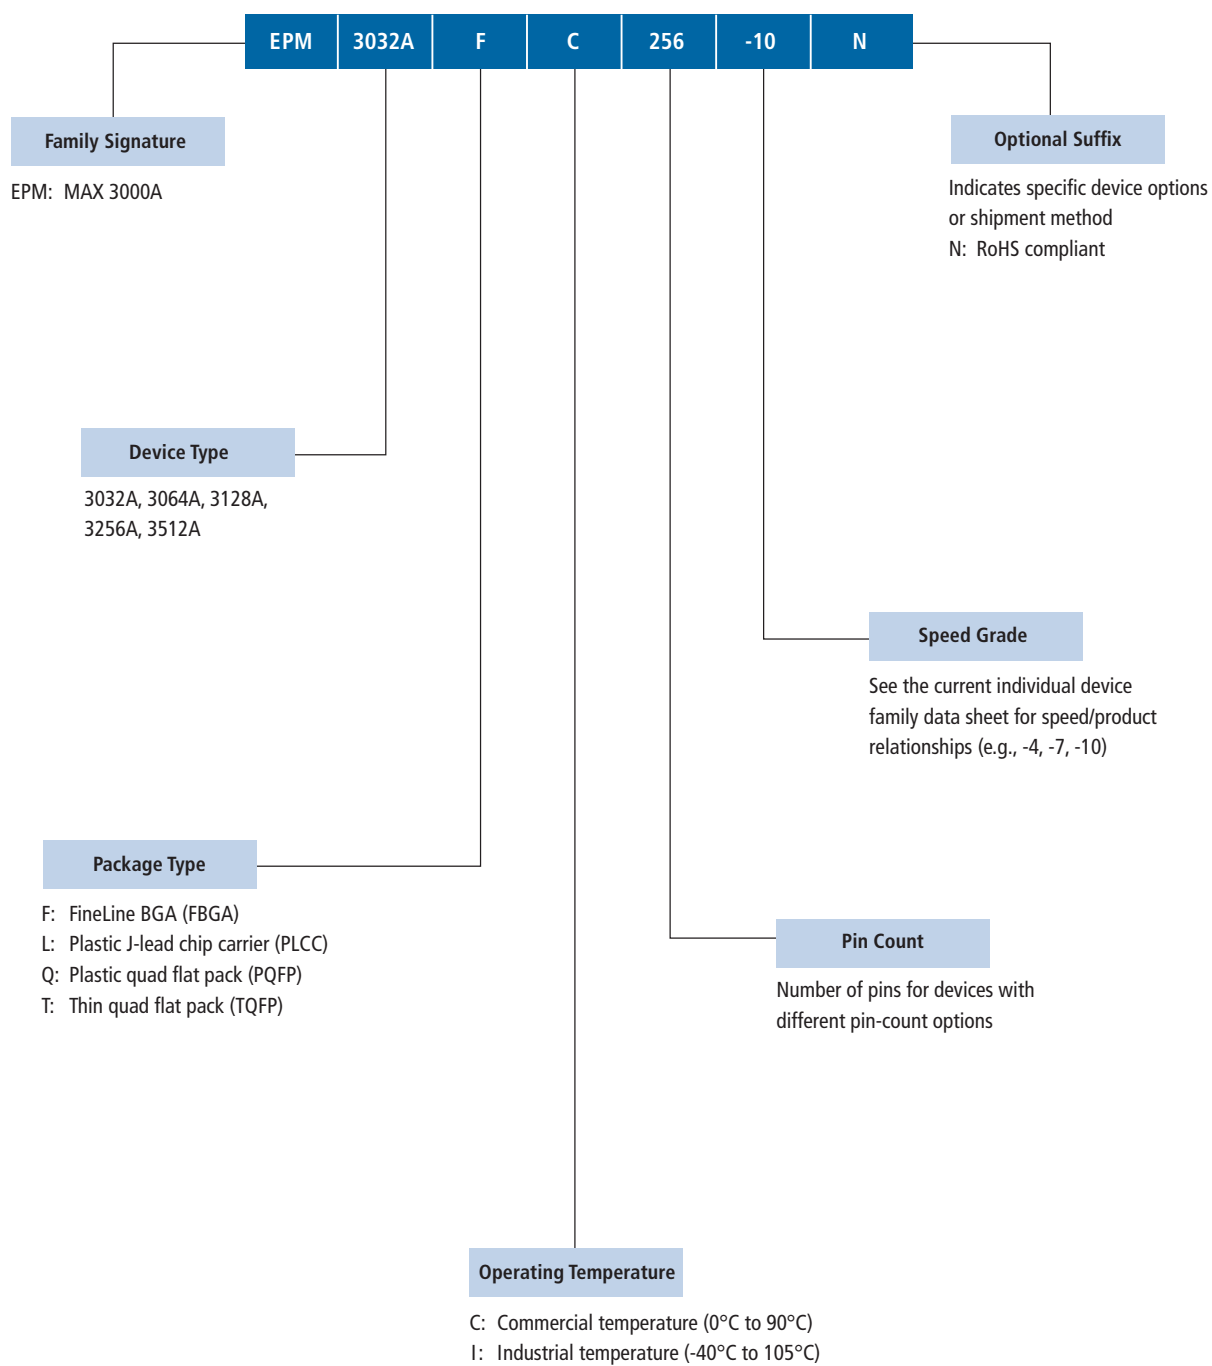 EPM 3032A F C 256 -10 N
Family Signature
EPM: MAX 3000A
Optional Suffix
Indicates specific device options
or shipment method
N: RoHS compliant
Device Type
3032A, 3064A, 3128A,
3256A, 3512A
Speed Grade
See the current individual device
family data sheet for speed/product
relationships (e.g., -4, -7, -10)
Package Type
F: FineLine BGA (FBGA)
L: Plastic J-lead chip carrier (PLCC)
Q: Plastic quad flat pack (PQFP)
T: Thin quad flat pack (TQFP)
Pin Count
Number of pins for devices with
different pin-count options
Operating Temperature
C: Commercial temperature (0°C to 90°C)
I: Industrial temperature (-40°C to 105°C)